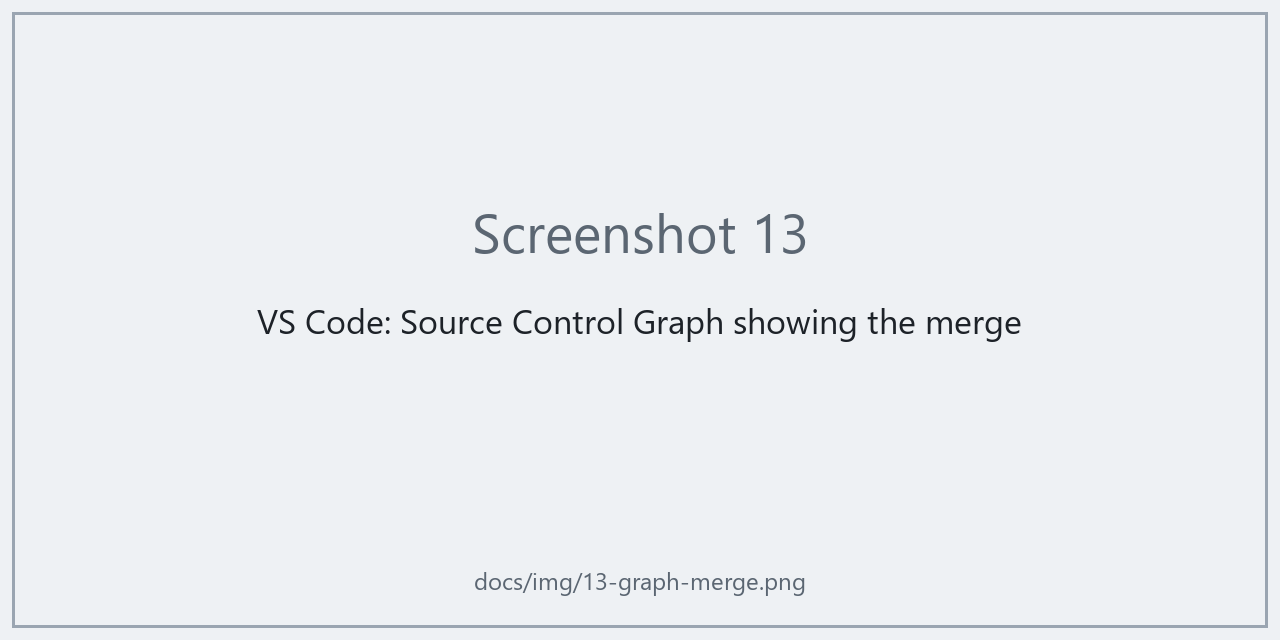 Screenshot 13
VS Code: Source Control Graph showing the merge
docs/img/13-graph-merge.png